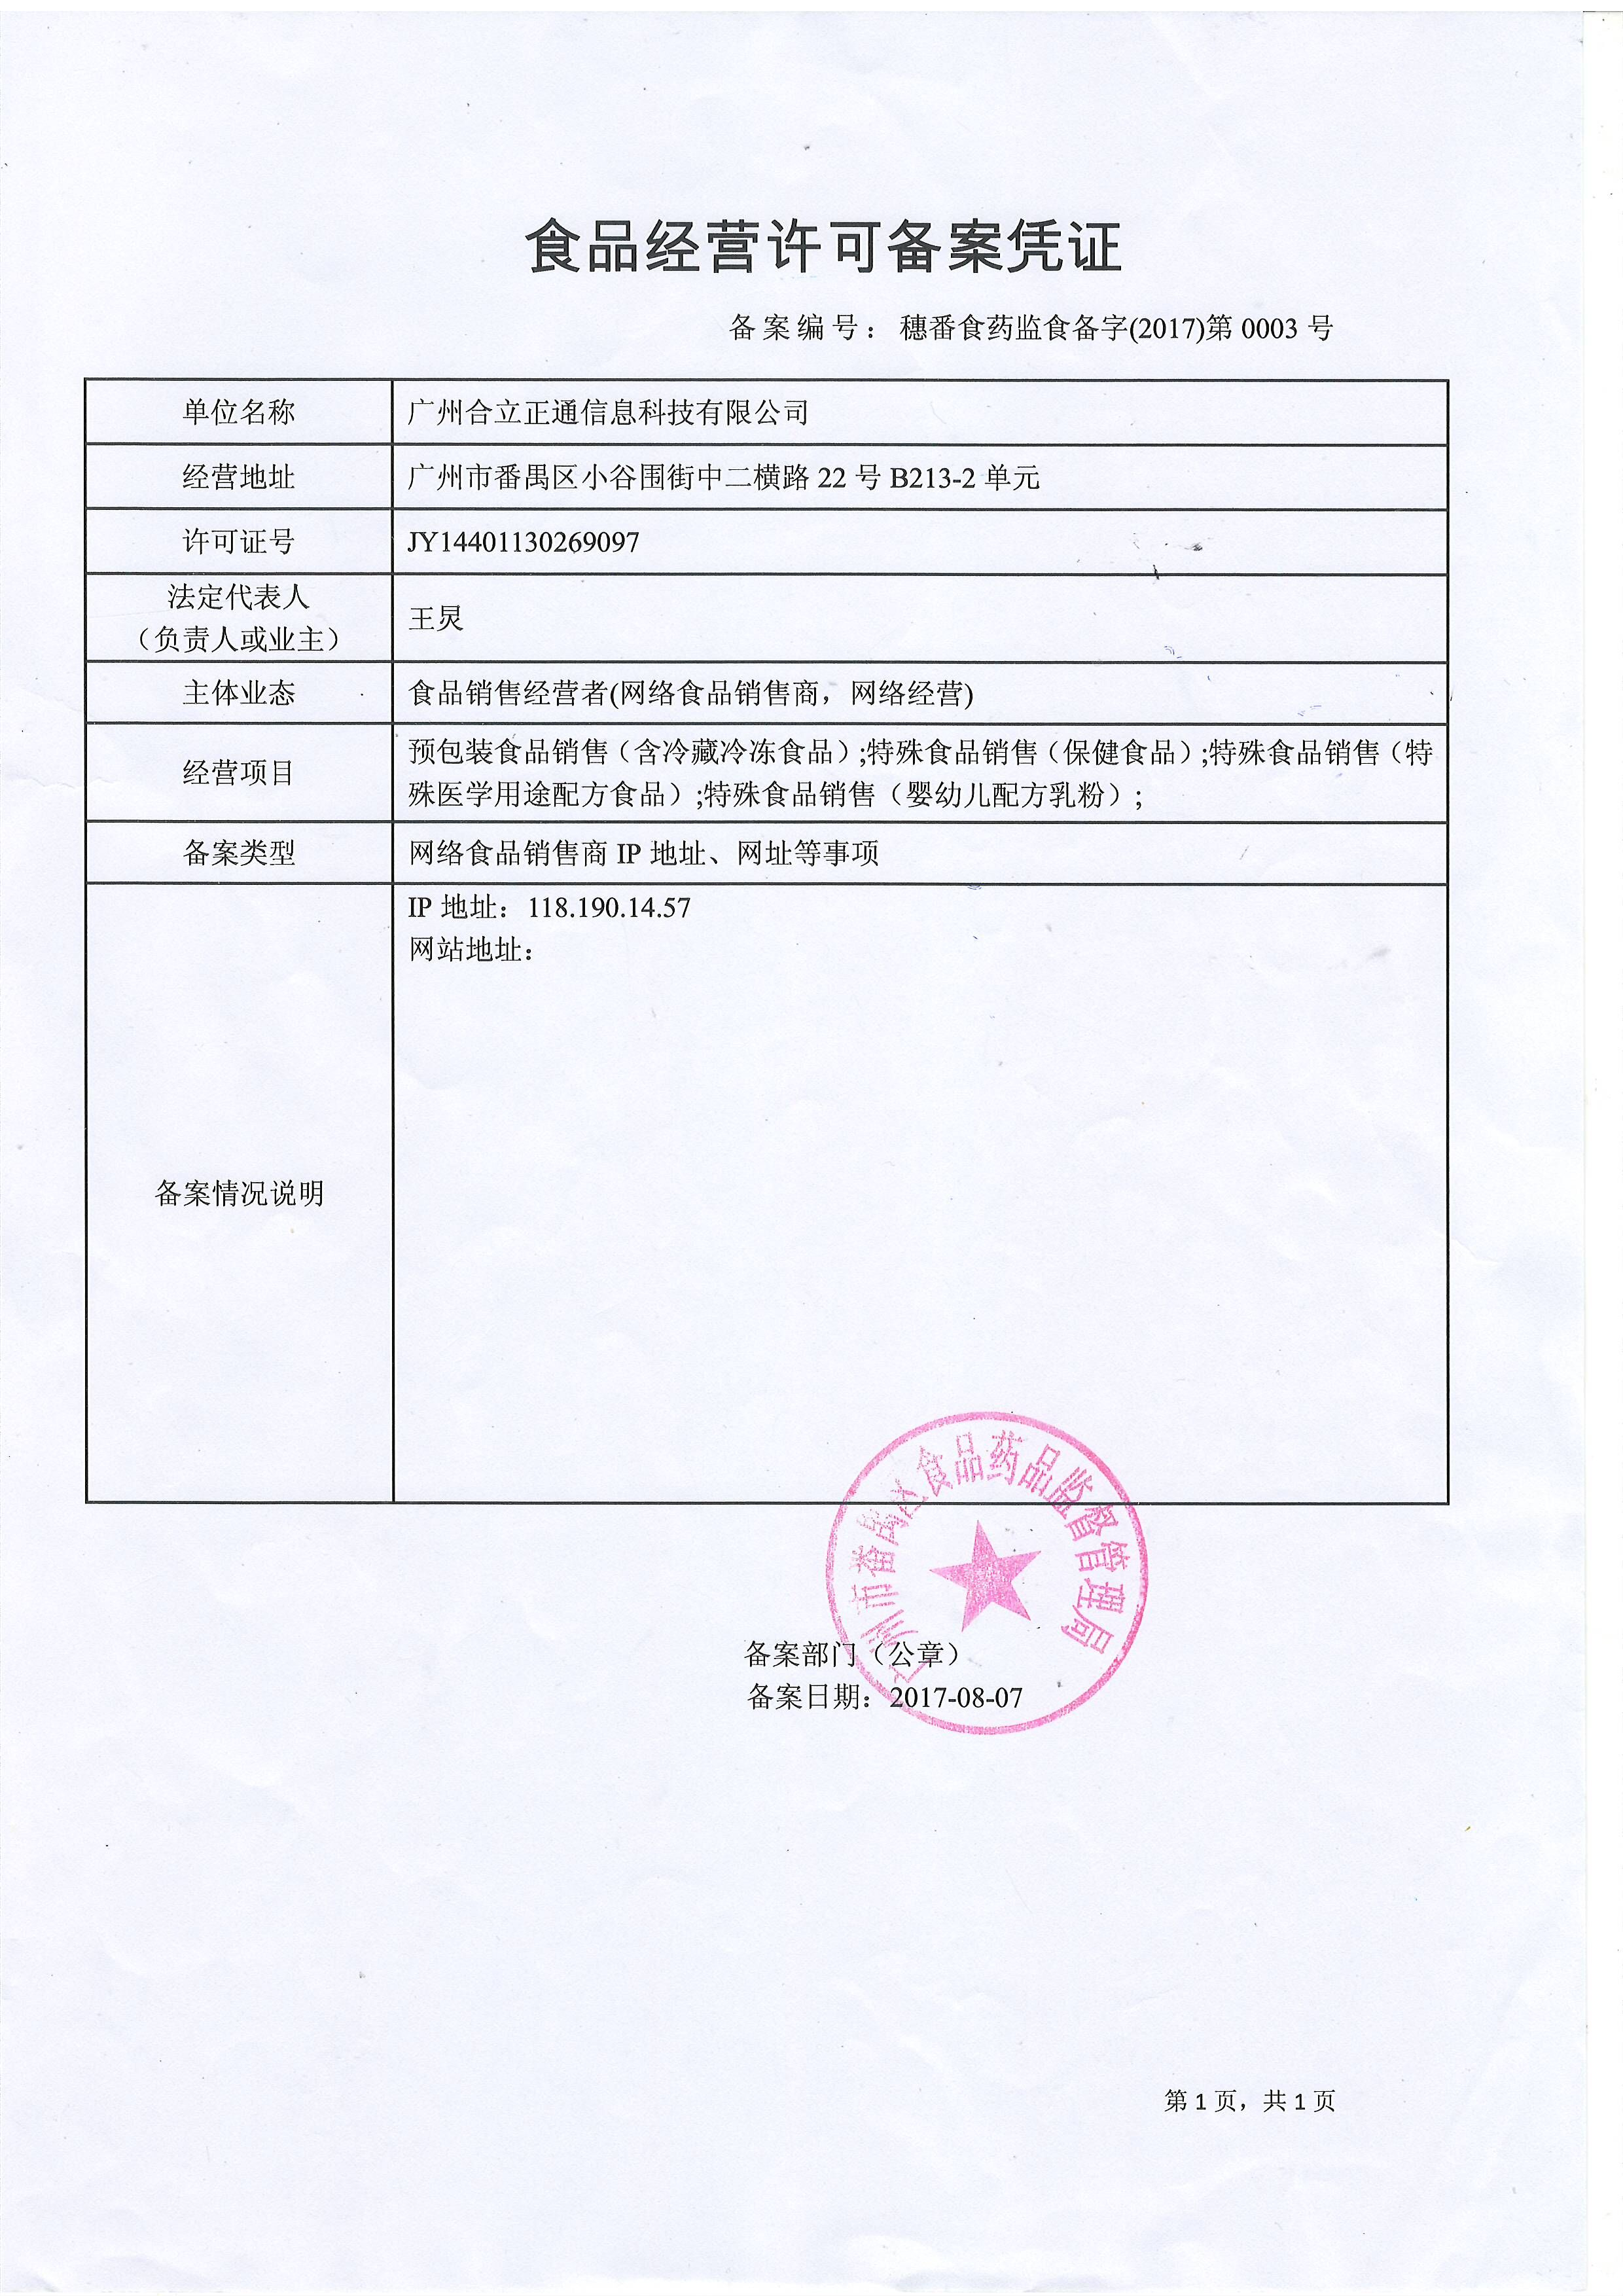 食品经营许可备案凭证
备案编号：穗番食药监食备字(2017)第 0003 号
单位名称
广州合立正通信息科技有限公司
经营地址
广州市番禺区小谷围街中二横路 22 号 B213-2 单元
许可证号
JY14401130269097
法定代表人
（负责人或业主）
王炅
主体业态
食品销售经营者(网络食品销售商，网络经营)
经营项目
预包装食品销售（含冷藏冷冻食品）;特殊食品销售（保健食品）;特殊食品销售（特
殊医学用途配方食品）;特殊食品销售（婴幼儿配方乳粉）;
备案类型
网络食品销售商 IP 地址、网址等事项
备案情况说明
IP 地址：118.190.14.57
网站地址：
广州市番禺区食品药品监督管理局
备案部门（公章）
备案日期：2017-08-07
第 1 页，共 1 页